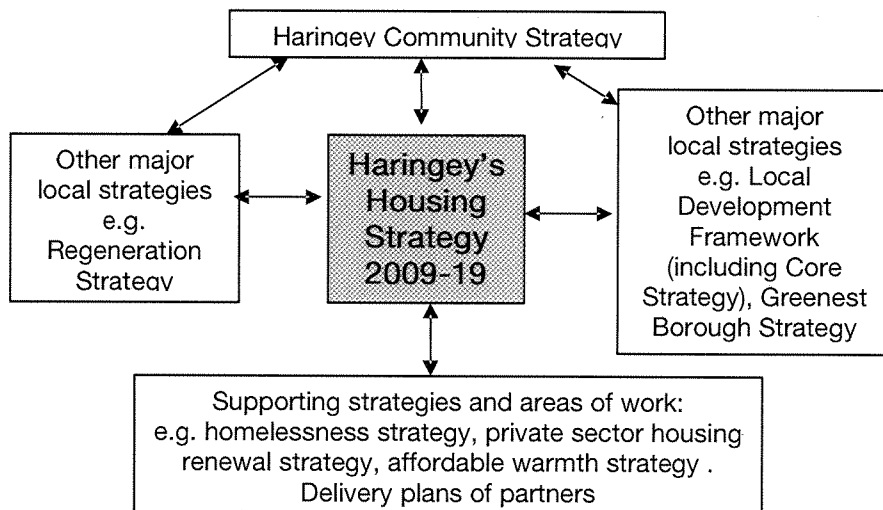 Haringey Community Strategy
Other major
local strategies
e.g.
Regeneration
Strategy
Haringey's
Housing
Strategy
2009-19
Other major
local strategies
e.g. Local
Development
Framework
(including Core
Strategy), Greenest
Borough Strategy
Supporting strategies and areas of work:
e.g. homelessness strategy, private sector housing
renewal strategy, affordable warmth strategy .
Delivery plans of partners